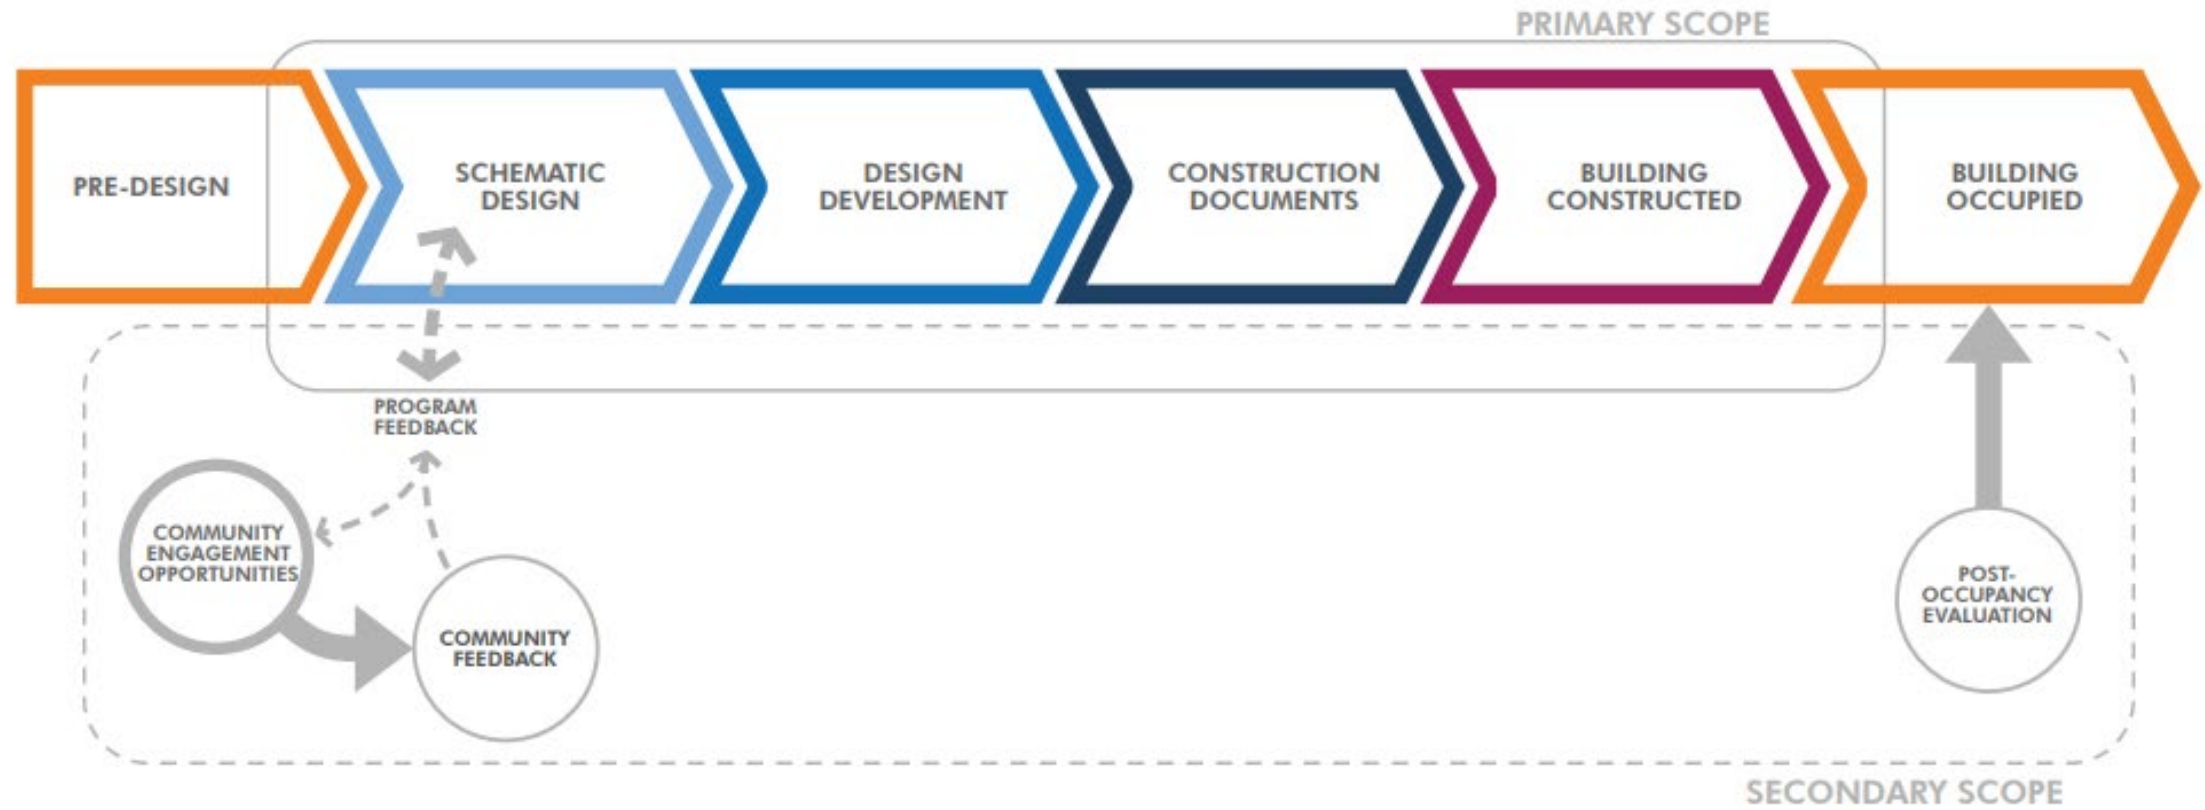 PRIMARY SCOPE
PRE-DESIGN
SCHEMATIC
DESIGN
DESIGN
DEVELOPMENT
CONSTRUCTION
DOCUMENTS
BUILDING
CONSTRUCTED
BUILDING
OCCUPIED
PROGRAM
FEEDBACK
COMMUNITY
ENGAGEMENT
OPPORTUNITIES
COMMUNITY
FEEDBACK
POST-
OCCUPANCY
EVALUATION
SECONDARY SCOPE